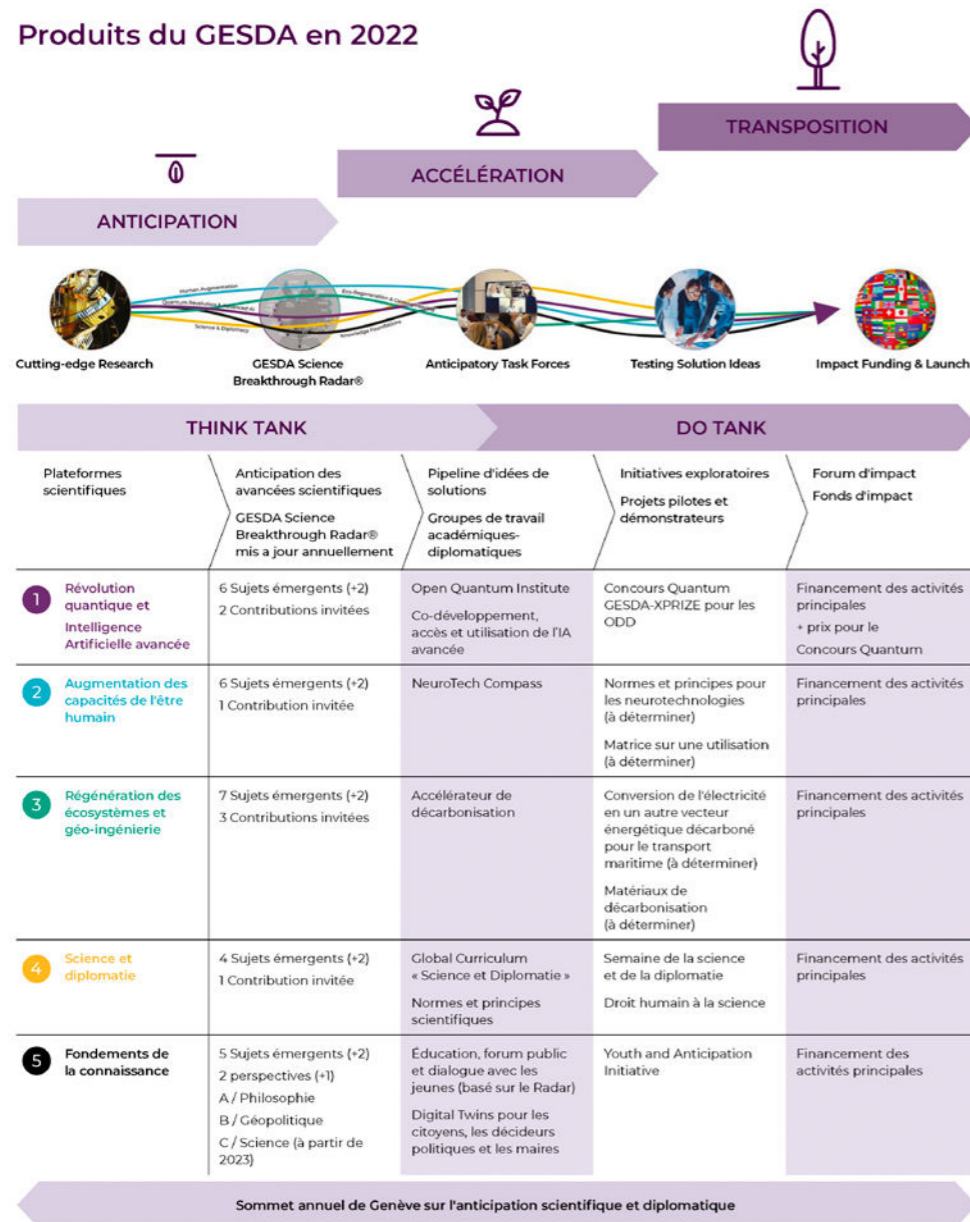 Produits du GESDA en 2022
TRANSPOSITION
ACCÉLÉRATION
ANTICIPATION
Human Augmentation
Science & Diplomacy
Knowledge Foundations
Cutting-edge Research
GESDA Science
Breakthrough Radar®
Anticipatory Task Forces
Testing Solution Ideas
Impact Funding & Launch
THINK TANK
DO TANK
Plateformes
scientifiques
Anticipation des
avancées scientifiques
GESDA Science
Breakthrough Radar®
mis a jour annuellement
Pipeline d'idées de
solutions
Groupes de travail
académiques-
diplomatiques
Initiatives exploratoires
Projets pilotes et
démonstrateurs
Forum d'impact
Fonds d'impact
1
Révolution
quantique et
Intelligence
Artificielle avancée
6 Sujets émergents (+2)
2 Contributions invitées
Open Quantum Institute
Co-développement,
accès et utilisation de l'IA
avancée
Concours Quantum
GESDA-XPRIZE pour les
ODD
Financement des activités
principales
+ prix pour le
Concours Quantum
2
Augmentation des
capacités de l'être
humain
6 Sujets émergents (+2)
1 Contribution invitée
NeuroTech Compass
Normes et principes pour
les neurotechnologies
(à déterminer)
Matrice sur une utilisation
(à déterminer)
Financement des activités
principales
3
Régénération des
écosystèmes et
géo-ingénierie
7 Sujets émergents (+2)
3 Contributions invitées
Accélérateur de
décarbonisation
Conversion de l'électricité
en un autre vecteur
énergétique décarboné
pour le transport
maritime (à déterminer)
Matériaux de
décarbonisation
(à déterminer)
Financement des activités
principales
4
Science et
diplomatie
4 Sujets émergents (+2)
1 Contribution invitée
Global Curriculum
« Science et Diplomatie »
Normes et principes
scientifiques
Semaine de la science
et de la diplomatie
Droit humain à la science
Financement des activités
principales
5
Fondements de
la connaissance
5 Sujets émergents (+2)
2 perspectives (+1)
A / Philosophie
B / Géopolitique
C / Science (à partir de
2023)
Éducation, forum public
et dialogue avec les
jeunes (basé sur le Radar)
Digital Twins pour les
citoyens, les décideurs
politiques et les maires
Youth and Anticipation
Initiative
Financement des
activités principales
Sommet annuel de Genève sur l'anticipation scientifique et diplomatique